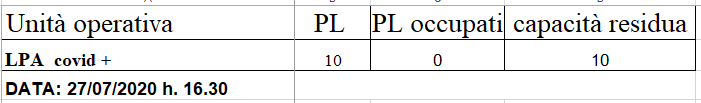 Unità operativa PL PL occupati capacità residua
LPA covid + 10 0 10
DATA: 27/07/2020 h. 16.30